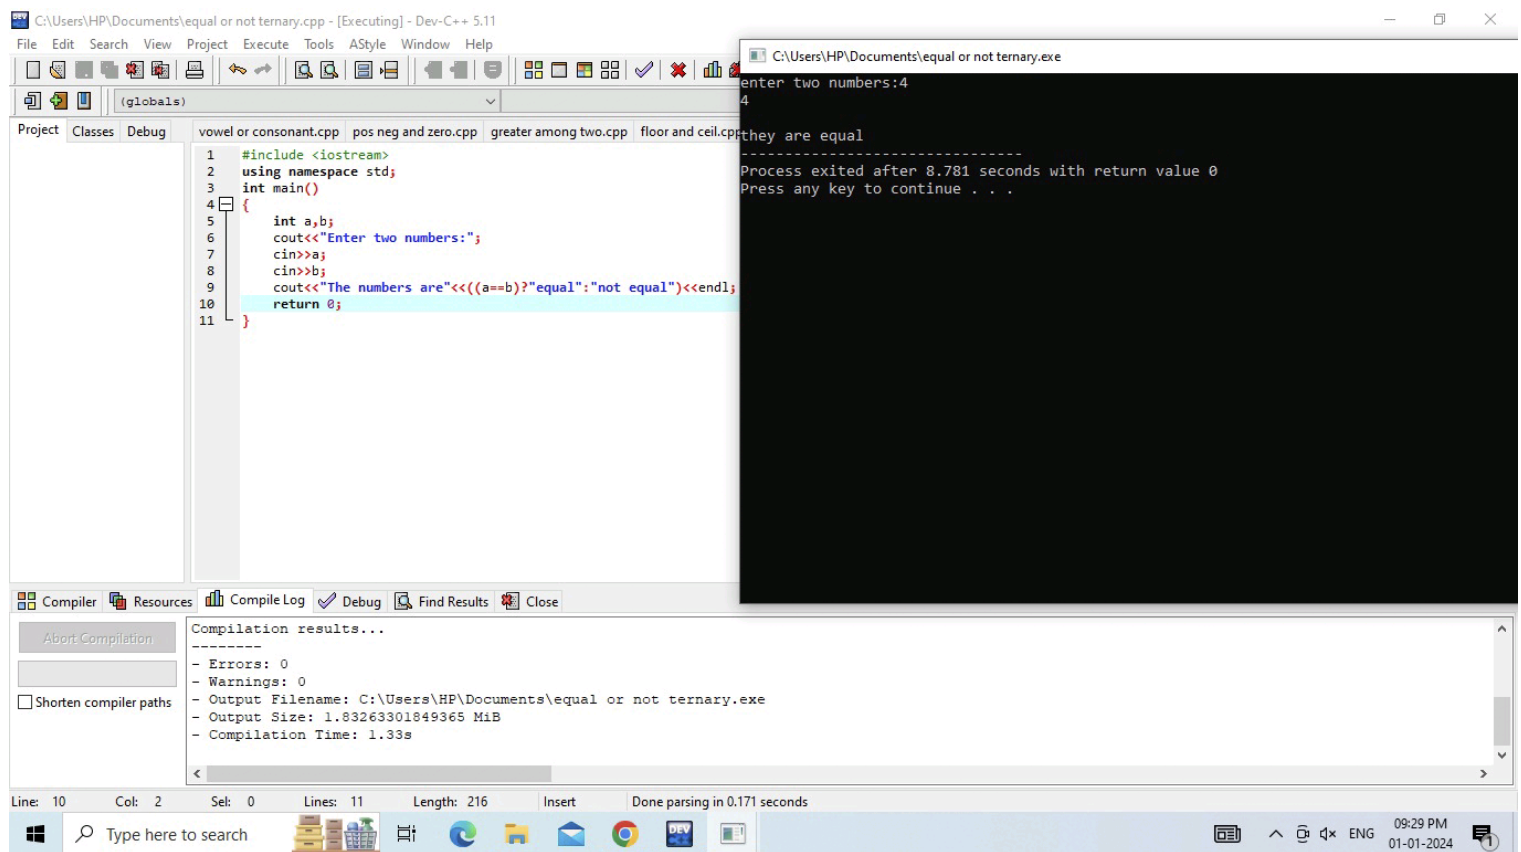 C:\Users\HP\Documents\equal or not ternary.cpp - [Executing] - Dev-C++ 5.11
File Edit Search View Project Execute Tools AStyle Window Help
C:\Users\HP\Documents\equal or not ternary.exe
enter two numbers:4
4
they are equal
--------------------------------
Process exited after 8.781 seconds with return value 0
Press any key to continue . . .
(globals)
Project Classes Debug
vowel or consonant.cpp pos neg and zero.cpp greater among two.cpp floor and ceil.cpp
1 #include <iostream>
2 using namespace std;
3 int main()
4 {
5 int a,b;
6 cout<<"Enter two numbers:";
7 cin>>a;
8 cin>>b;
9 cout<<"The numbers are"<<((a==b)?"equal":"not equal")<<endl;
10 return 0;
11 }
Compiler Resources Compile Log Debug Find Results Close
Abort Compilation
Shorten compiler paths
Compilation results...
--------
- Errors: 0
- Warnings: 0
- Output Filename: C:\Users\HP\Documents\equal or not ternary.exe
- Output Size: 1.83263301849365 MiB
- Compilation Time: 1.33s
Line: 10 Col: 2 Sel: 0 Lines: 11 Length: 216 Insert Done parsing in 0.171 seconds
Type here to search
DEV
ENG
09:29 PM
01-01-2024
1